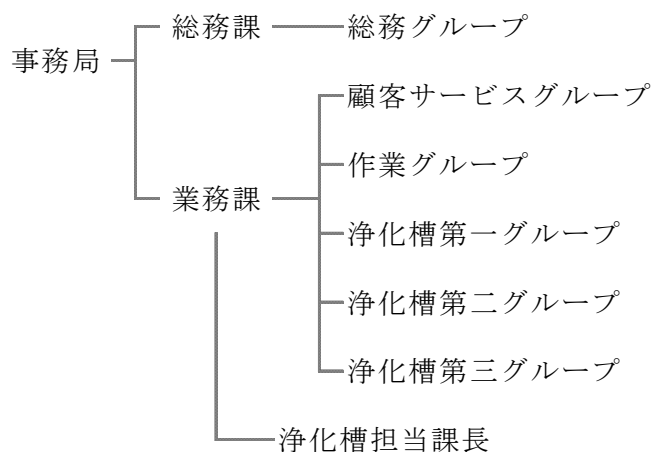 総務課
総務グループ
事務局
顧客サービスグループ
作業グループ
業務課
浄化槽第一グループ
浄化槽第二グループ
浄化槽第三グループ
浄化槽担当課長